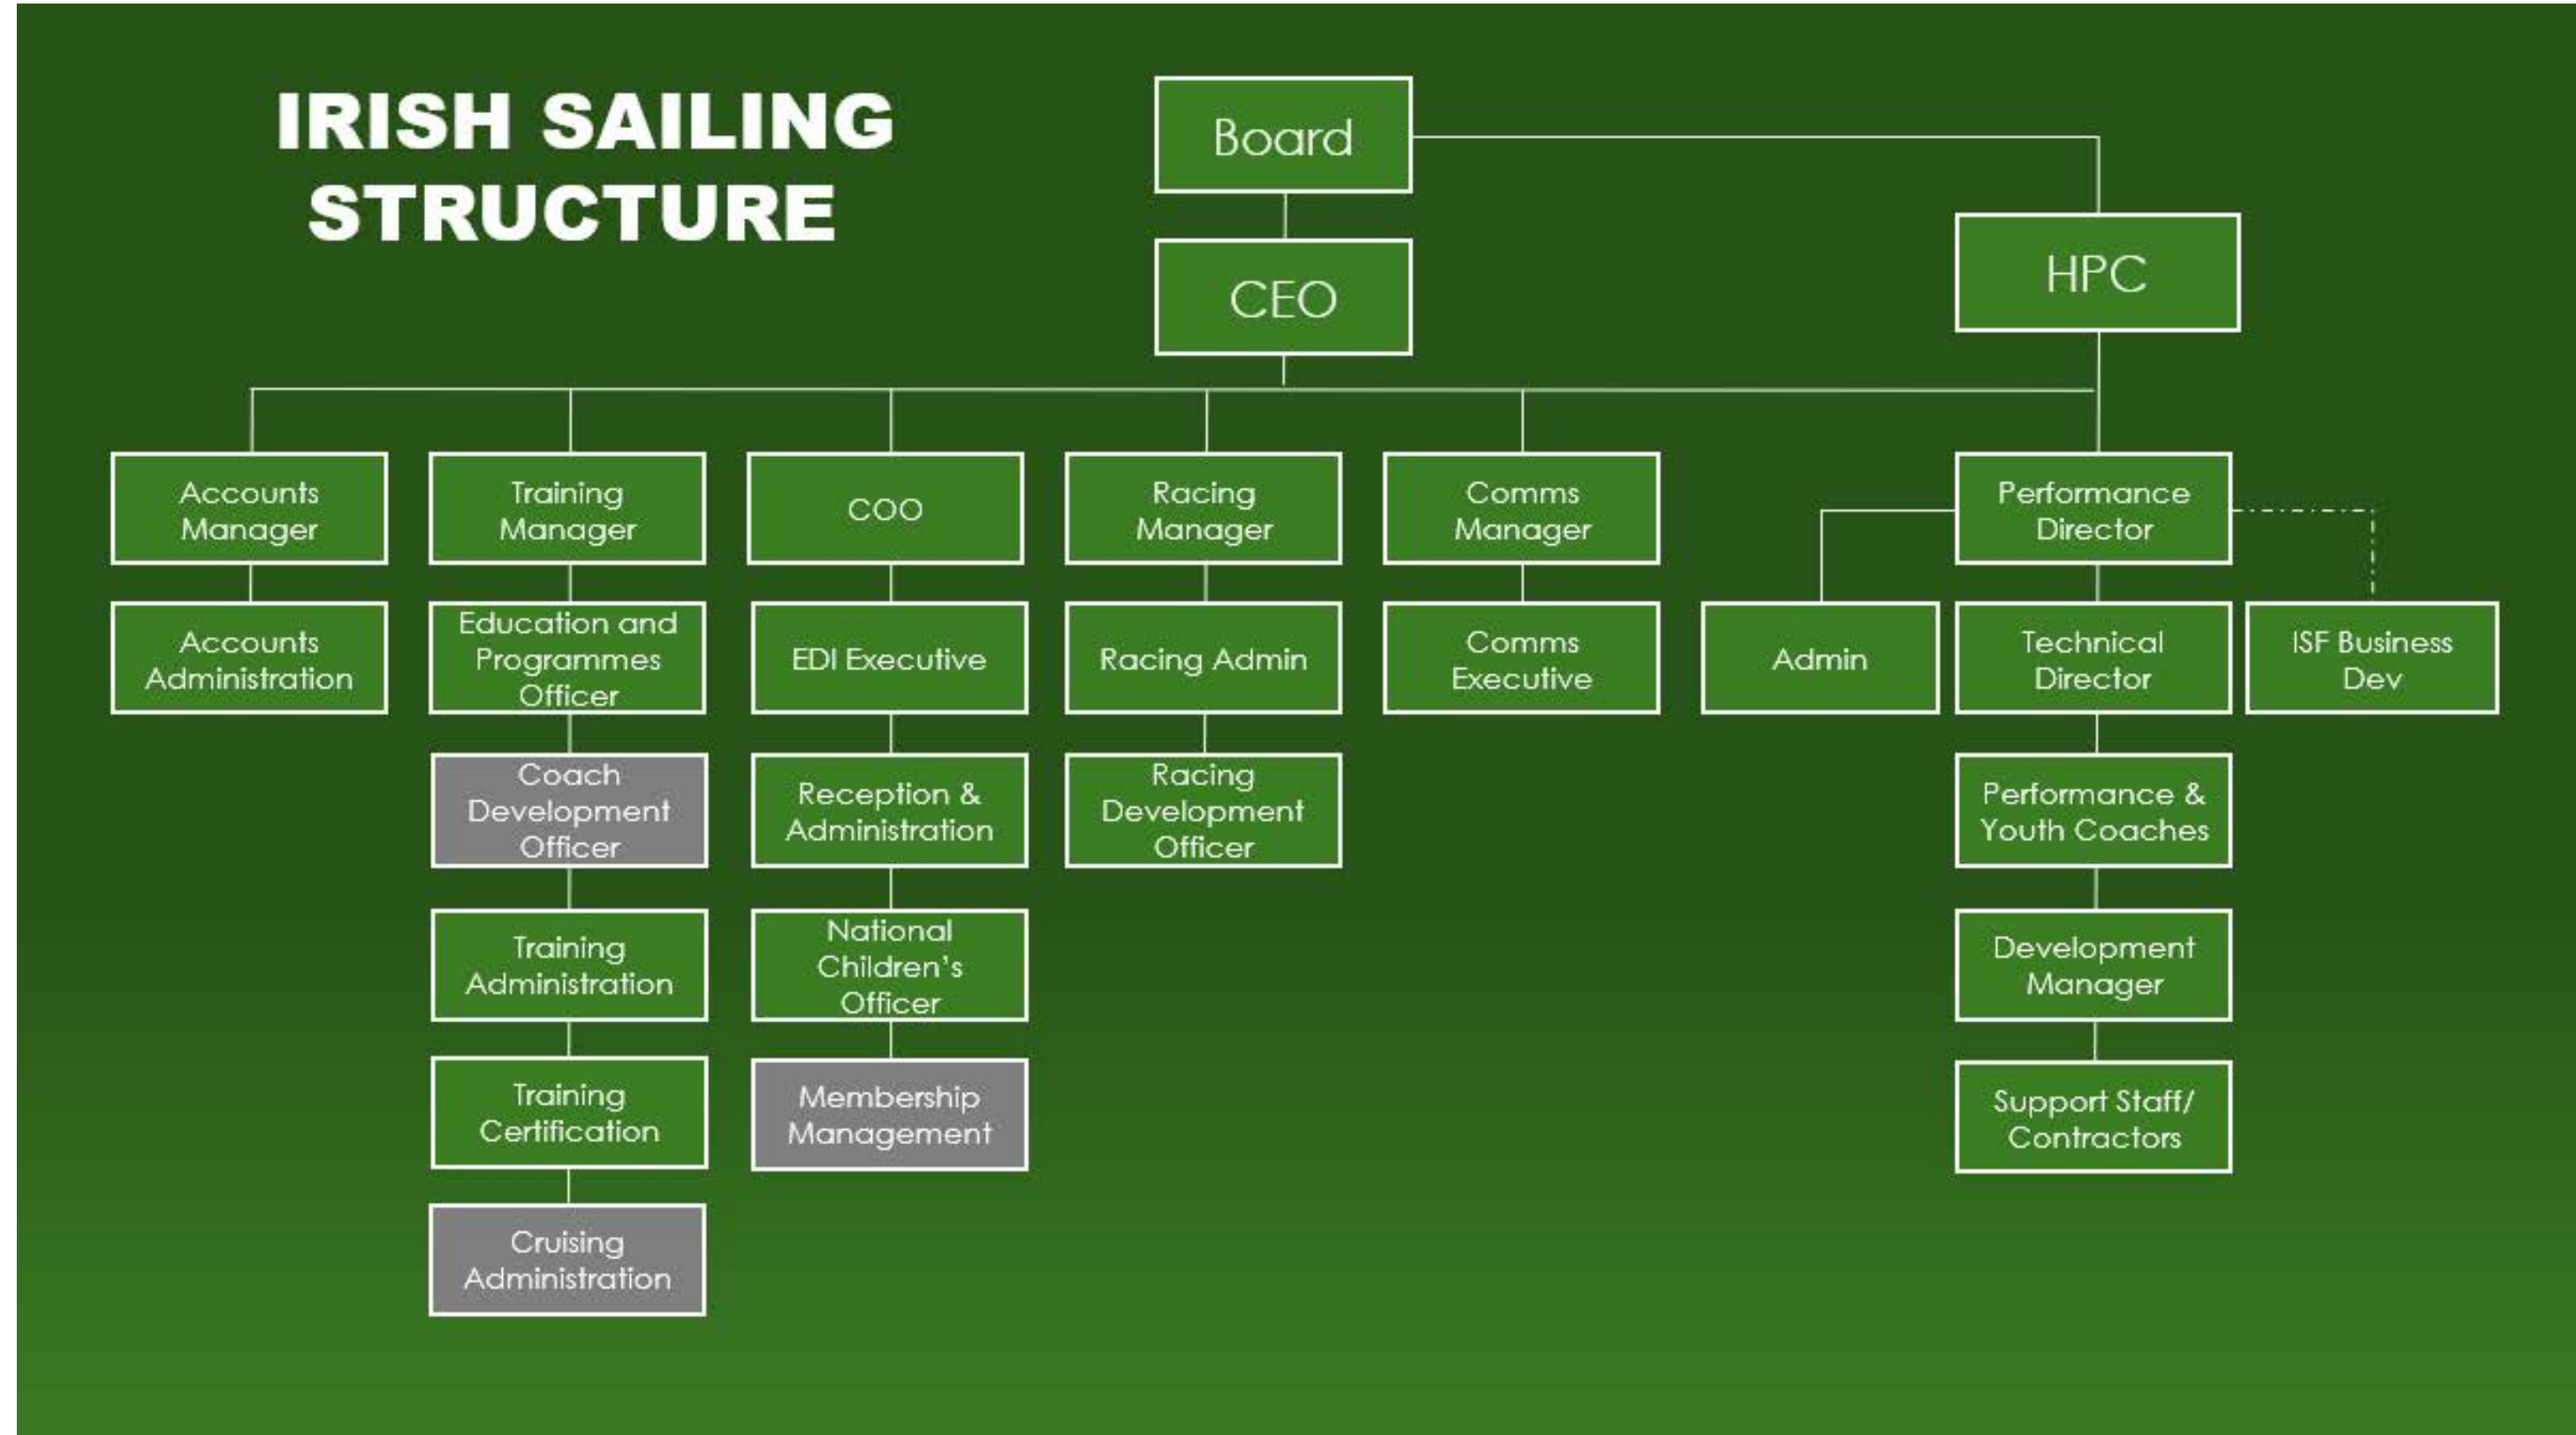 IRISH SAILING
STRUCTURE
Board
CEO
HPC
Accounts
Manager
Training
Manager
COO
Racing
Manager
Comms
Manager
Performance
Director
Accounts
Administration
Education and
Programmes
Officer
EDI Executive
Racing Admin
Comms
Executive
Admin
Technical
Director
ISF Business
Dev
Coach
Development
Officer
Reception &
Administration
Racing
Development
Officer
Performance &
Youth Coaches
Training
Administration
National
Children’s
Officer
Development
Manager
Training
Certification
Membership
Management
Support Staff/
Contractors
Cruising
Administration